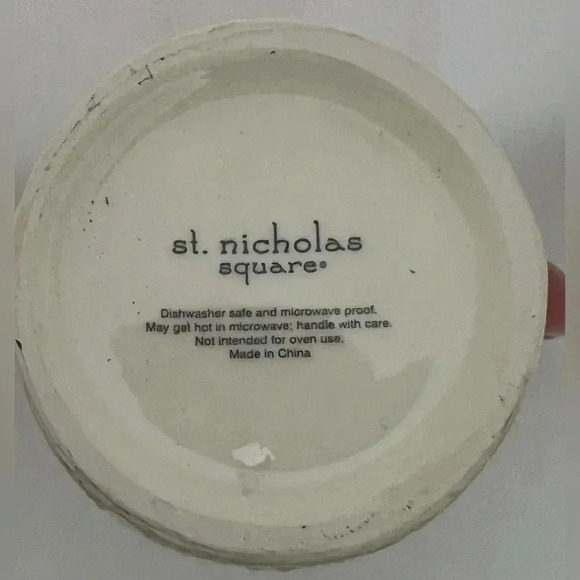 st. nicholas
square®
Dishwasher safe and microwave proof.
May get hot in microwave; handle with care.
Not intended for oven use.
Made in China